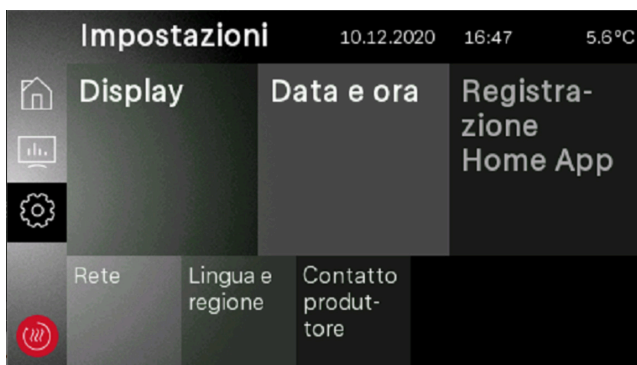 Impostazioni 10.12.2020 16:47 5.6°C
Display
Data e ora
Registra-
zione
Home App
Rete
Lingua e
regione
Contatto
produt-
tore